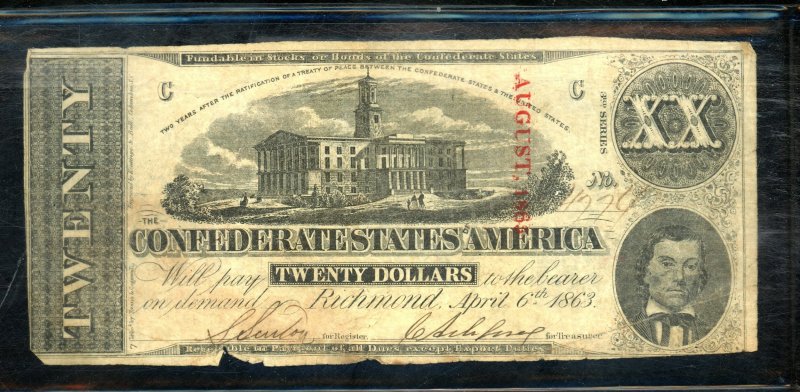 Fundable in Stocks or Bonds of the Confederate States
TWO YEARS AFTER THE RATIFICATION OF A TREATY OF PEACE BETWEEN THE CONFEDERATE STATES & THE UNITED STATES
TWENTY
C
C
AUGUST, 186
3RD SERIES
XX
No.
THE
CONFEDERATE STATES OF AMERICA
Will pay TWENTY DOLLARS to the bearer
on demand Richmond, April 6th 1863.
for Register.
for Treasurer
Receivable in Payment of all Dues except Export Duties